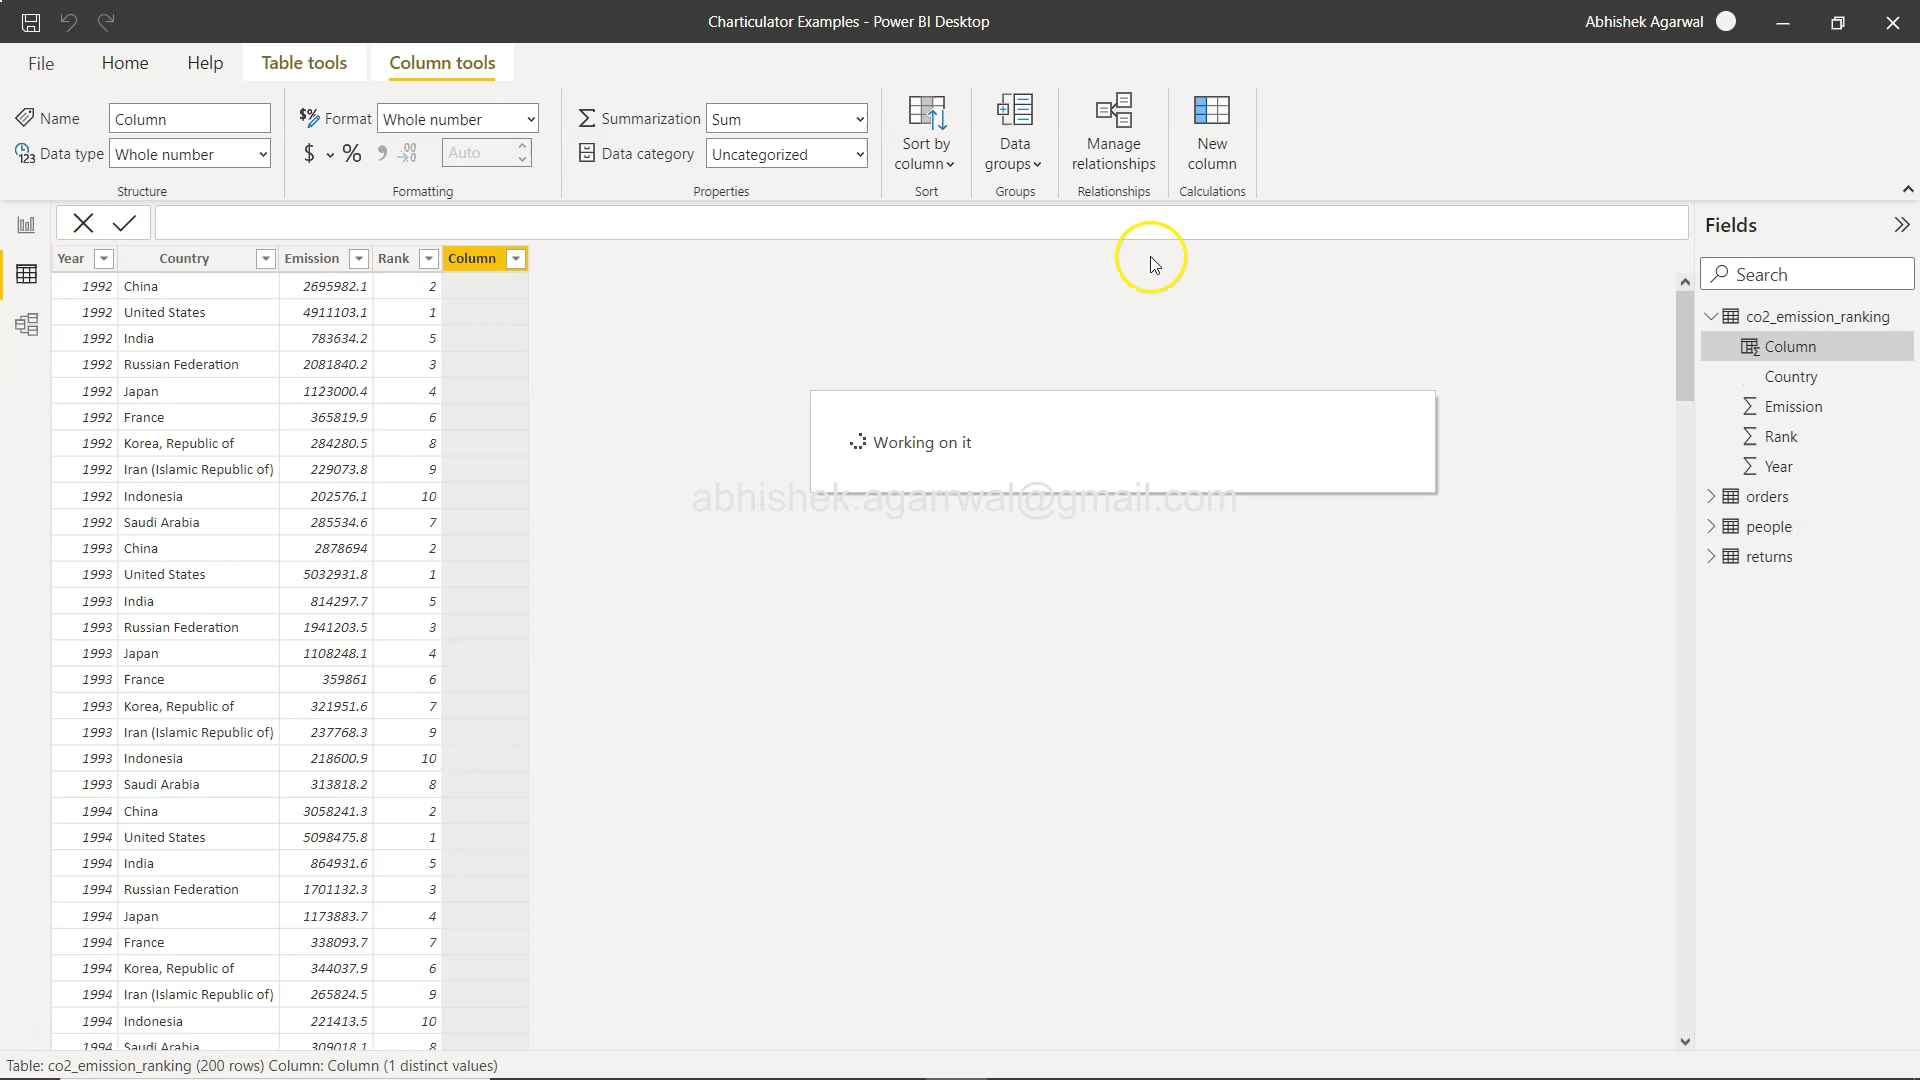 Charticulator Examples - Power BI Desktop
Abhishek Agarwal
File Home Help Table tools Column tools
Name Column
Data type Whole number
Structure
Format Whole number
$ % Auto
Formatting
Summarization Sum
Data category Uncategorized
Properties
Sort by column
Sort
Data groups
Groups
Manage relationships
Relationships
New column
Calculations
Year Country Emission Rank Column
1992 China 2695982.1 2
1992 United States 4911103.1 1
1992 India 783634.2 5
1992 Russian Federation 2081840.2 3
1992 Japan 1123000.4 4
1992 France 365819.9 6
1992 Korea, Republic of 284280.5 8
1992 Iran (Islamic Republic of) 229073.8 9
1992 Indonesia 202576.1 10
1992 Saudi Arabia 285534.6 7
1993 China 2878694 2
1993 United States 5032931.8 1
1993 India 814297.7 5
1993 Russian Federation 1941203.5 3
1993 Japan 1108248.1 4
1993 France 359861 6
1993 Korea, Republic of 321951.6 7
1993 Iran (Islamic Republic of) 237768.3 9
1993 Indonesia 218600.9 10
1993 Saudi Arabia 313818.2 8
1994 China 3058241.3 2
1994 United States 5098475.8 1
1994 India 864931.6 5
1994 Russian Federation 1701132.3 3
1994 Japan 1173883.7 4
1994 France 338093.7 7
1994 Korea, Republic of 344037.9 6
1994 Iran (Islamic Republic of) 265824.5 9
1994 Indonesia 221413.5 10
1994 Saudi Arabia 309018.1 8
Working on it
abhishek.agarrwal@gmail.com
Fields
Search
co2_emission_ranking
Column
Country
Emission
Rank
Year
orders
people
returns
Table: co2_emission_ranking (200 rows) Column: Column (1 distinct values)